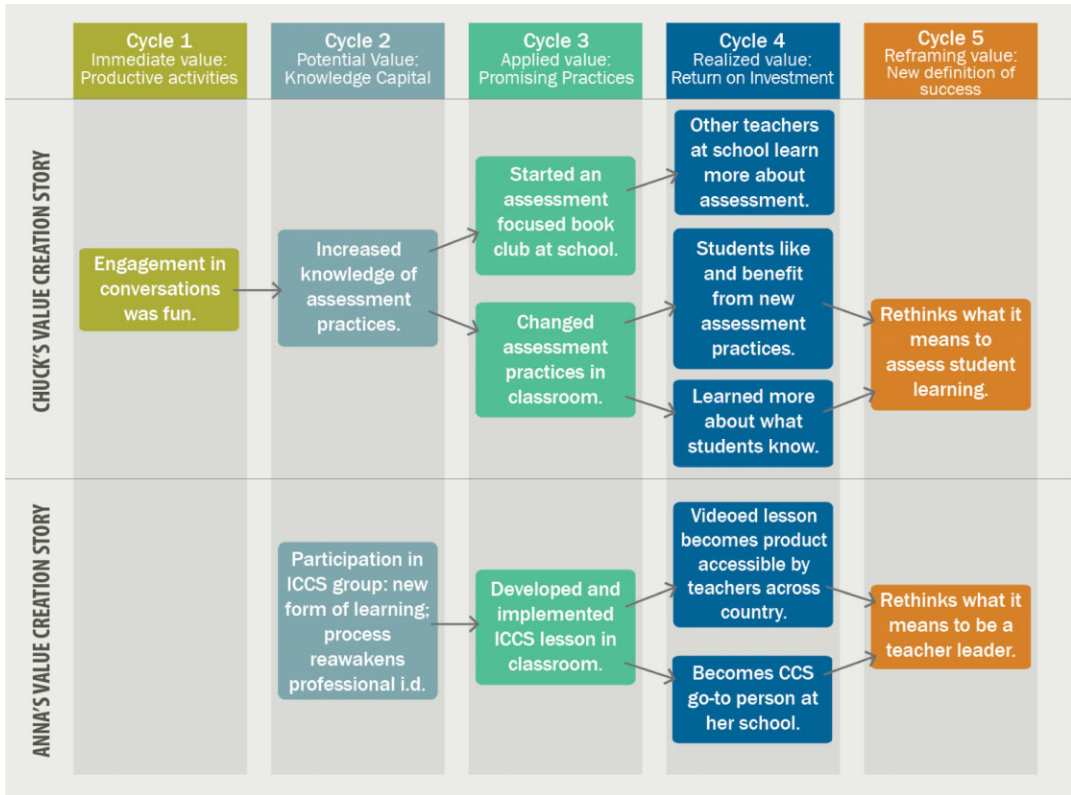 Cycle 1
Immediate value:
Productive activities
Cycle 2
Potential Value:
Knowledge Capital
Cycle 3
Applied value:
Promising Practices
Cycle 4
Realized value:
Return on Investment
Cycle 5
Reframing value:
New definition of
success
CHUCK'S VALUE CREATION STORY
Engagement in
conversations
was fun.
Increased
knowledge of
assessment
practices.
Started an
assessment
focused book
club at school.
Changed
assessment
practices in
classroom.
Other teachers
at school learn
more about
assessment.
Students like
and benefit
from new
assessment
practices.
Learned more
about what
students know.
Rethinks what it
means to
assess student
learning.
ANNA'S VALUE CREATION STORY
Participation in
ICCS group: new
form of learning;
process
reawakens
professional i.d.
Developed and
implemented
ICCS lesson in
classroom.
Videoed lesson
becomes product
accessible by
teachers across
country.
Becomes CCS
go-to person at
her school.
Rethinks what it
means to be a
teacher leader.